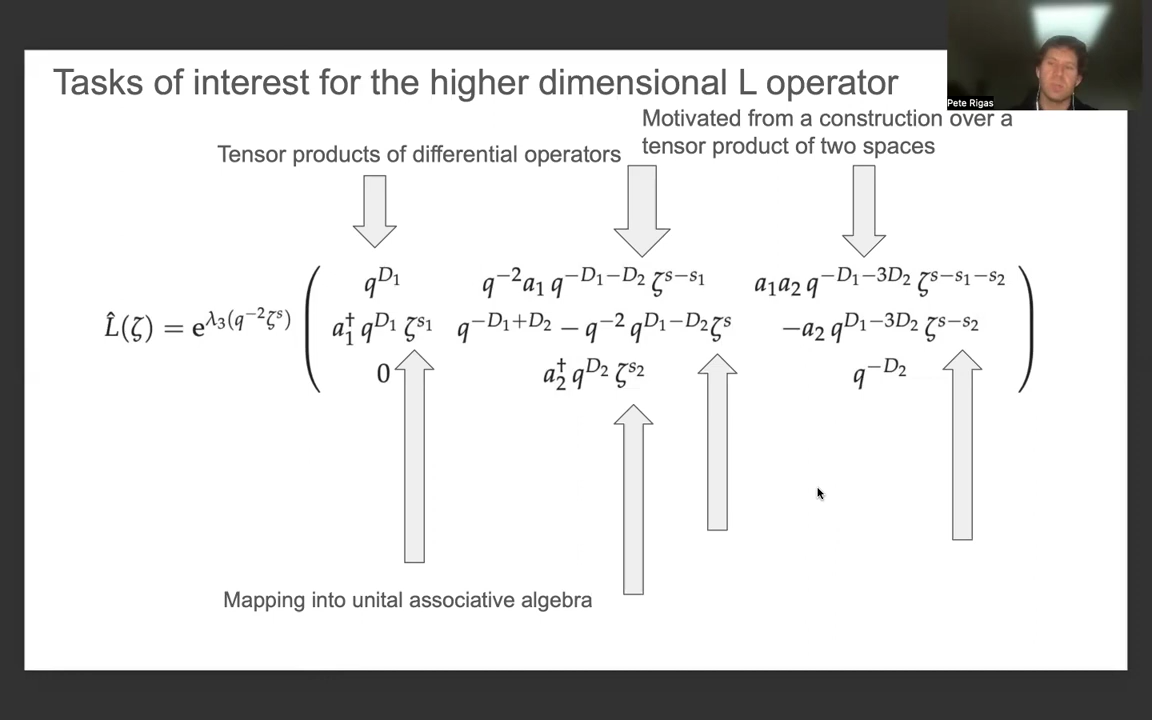 Tasks of interest for the higher dimensional L operator
Pete Rigas
Motivated from a construction over a
tensor product of two spaces
Tensor products of differential operators
q^{D_1} q^{-2}a_1 q^{-D_1-D_2} ζ^{s-s_1} a_1a_2 q^{-D_1-3D_2} ζ^{s-s_1-s_2}
L̂(ζ) = e^{λ_3(q^{-2}ζ^s)} a_1^† q^{D_1} ζ^{s_1} q^{-D_1+D_2} − q^{-2} q^{D_1-D_2}ζ^s −a_2 q^{D_1-3D_2} ζ^{s-s_2}
0 a_2^† q^{D_2} ζ^{s_2} q^{-D_2}
Mapping into unital associative algebra